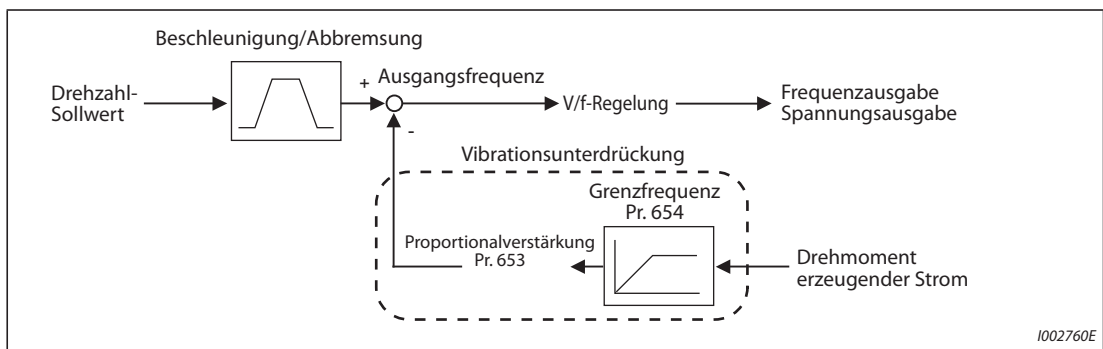 Beschleunigung/Abbremsung
Drehzahl-
Sollwert
+
Ausgangsfrequenz
-
V/f-Regelung
Frequenzausgabe
Spannungsausgabe
Vibrationsunterdrückung
Grenzfrequenz
Pr. 654
Proportionalverstärkung
Pr. 653
Drehmoment
erzeugender Strom
I002760E